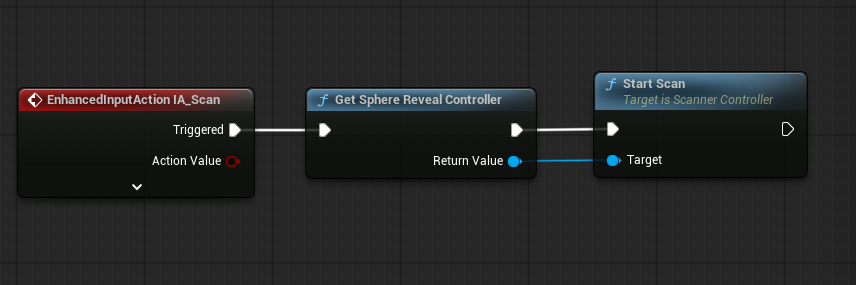 EnhancedInputAction IA_Scan
Triggered
Action Value
f Get Sphere Reveal Controller
Return Value
f Start Scan
Target is Scanner Controller
Target